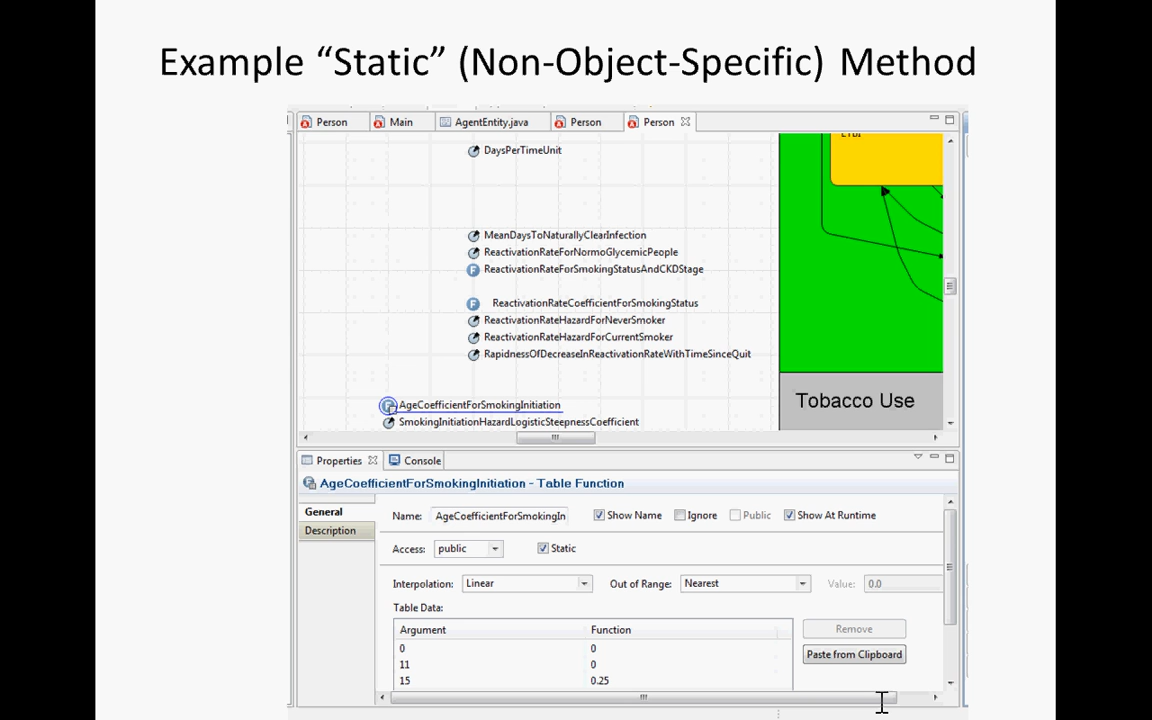 Example “Static” (Non-Object-Specific) Method
Person Main AgentEntity.java Person Person
DaysPerTimeUnit
MeanDaysToNaturallyClearInfection
ReactivationRateForNormoGlycemicPeople
ReactivationRateForSmokingStatusAndCKDStage
ReactivationRateCoefficientForSmokingStatus
ReactivationRateHazardForNeverSmoker
ReactivationRateHazardForCurrentSmoker
RapidnessOfDecreaseInReactivationRateWithTimeSinceQuit
Tobacco Use
AgeCoefficientForSmokingInitiation
SmokingInitiationHazardLogisticSteepnessCoefficient
Properties Console
AgeCoefficientForSmokingInitiation - Table Function
General
Description
Name: AgeCoefficientForSmokingIn Show Name Ignore Public Show At Runtime
Access: public Static
Interpolation: Linear Out of Range: Nearest Value: 0.0
Table Data:
Argument Function Remove
0 0
11 0 Paste from Clipboard
15 0.25